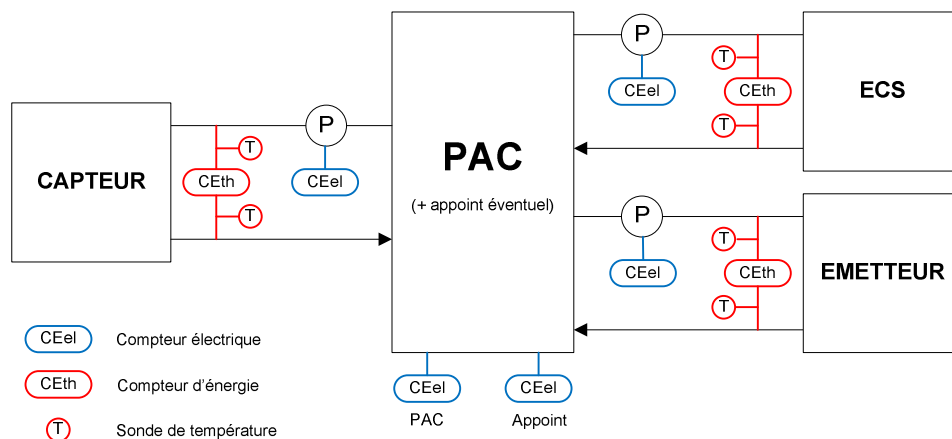 P
CEel
T
CEth
T
ECS
CAPTEUR
T
CEth
T
P
CEel
PAC
(+ appoint éventuel)
P
CEel
T
CEth
T
EMETTEUR
CEel
Compteur électrique
CEth
Compteur d'énergie
T
Sonde de température
CEel
PAC
CEel
Appoint